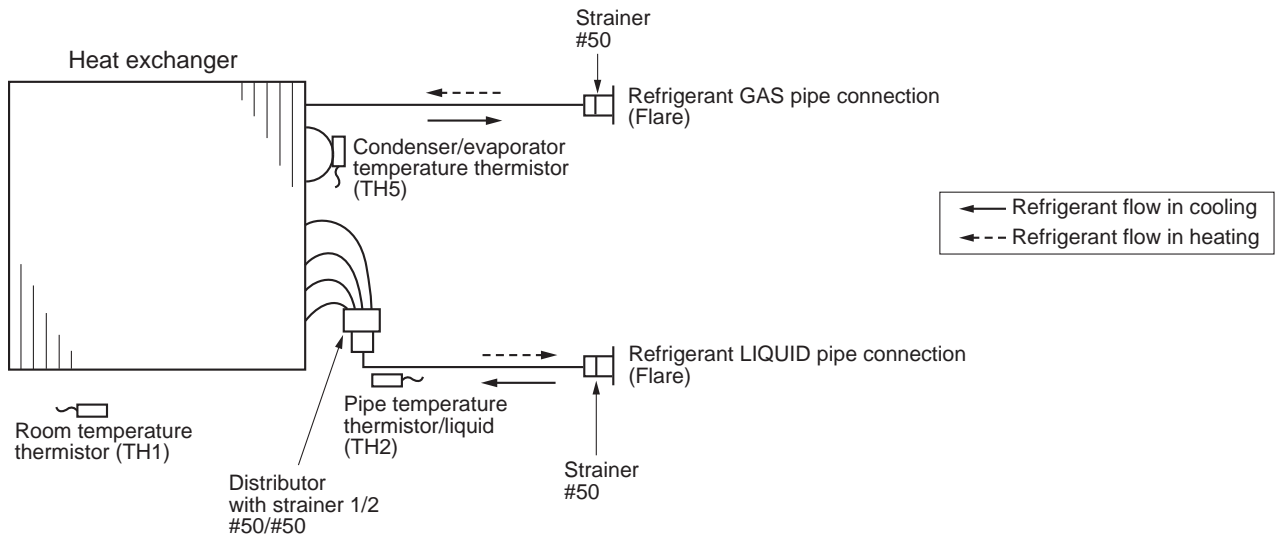 Strainer
#50
Heat exchanger
Refrigerant GAS pipe connection
(Flare)
Condenser/evaporator
temperature thermistor
(TH5)
Refrigerant flow in cooling
Refrigerant flow in heating
Refrigerant LIQUID pipe connection
(Flare)
Pipe temperature
thermistor/liquid
(TH2)
Room temperature
thermistor (TH1)
Strainer
#50
Distributor
with strainer 1/2
#50/#50